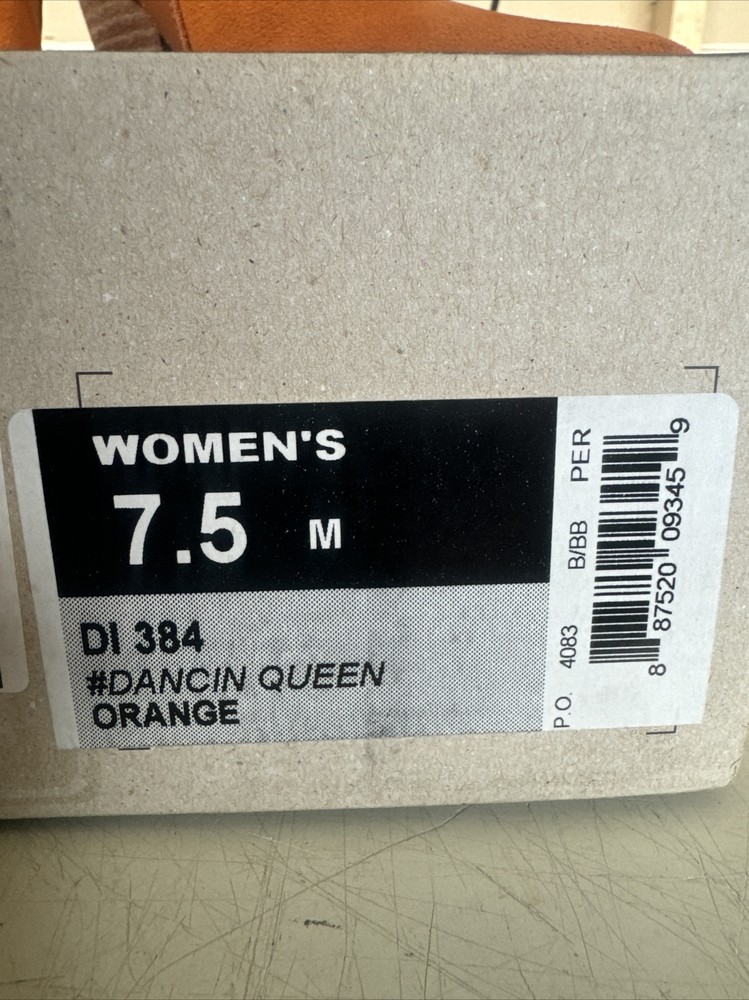 WOMEN'S
7.5 M
DI 384
#DANCIN QUEEN
ORANGE
P.O. 4083 B/BB PER
8 87520 09345 9